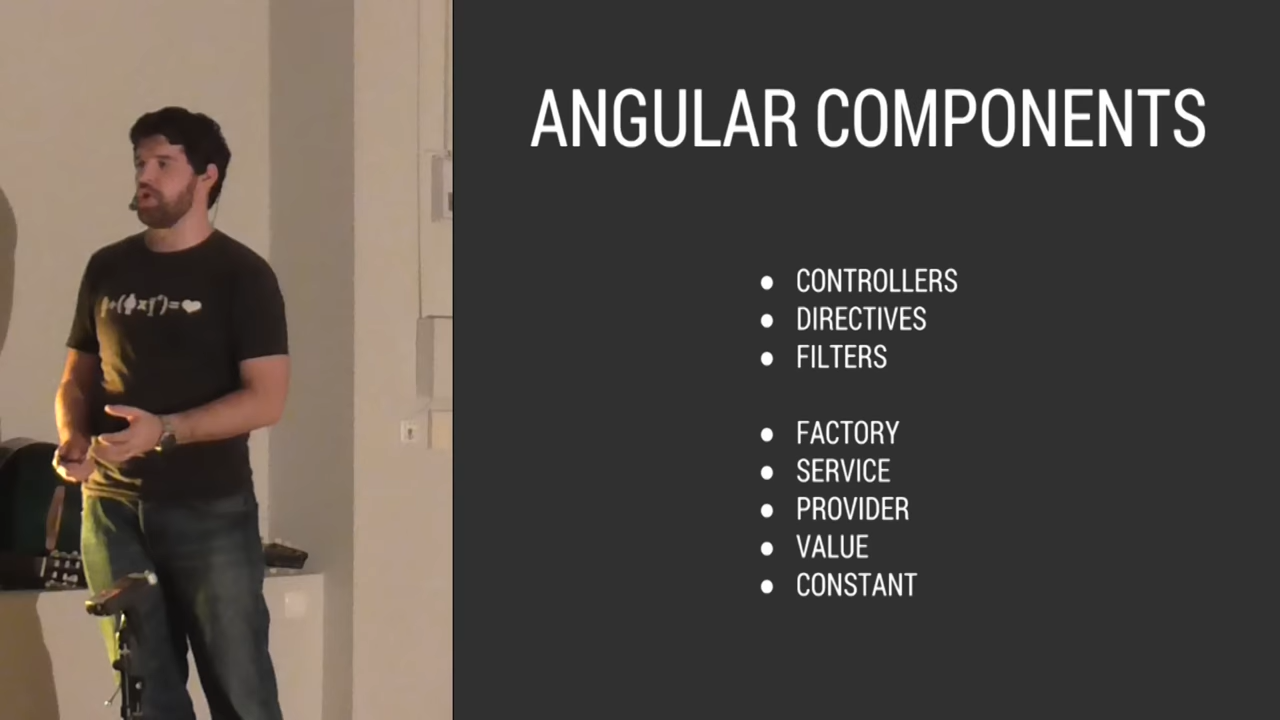 ANGULAR COMPONENTS
● CONTROLLERS
● DIRECTIVES
● FILTERS
● FACTORY
● SERVICE
● PROVIDER
● VALUE
● CONSTANT